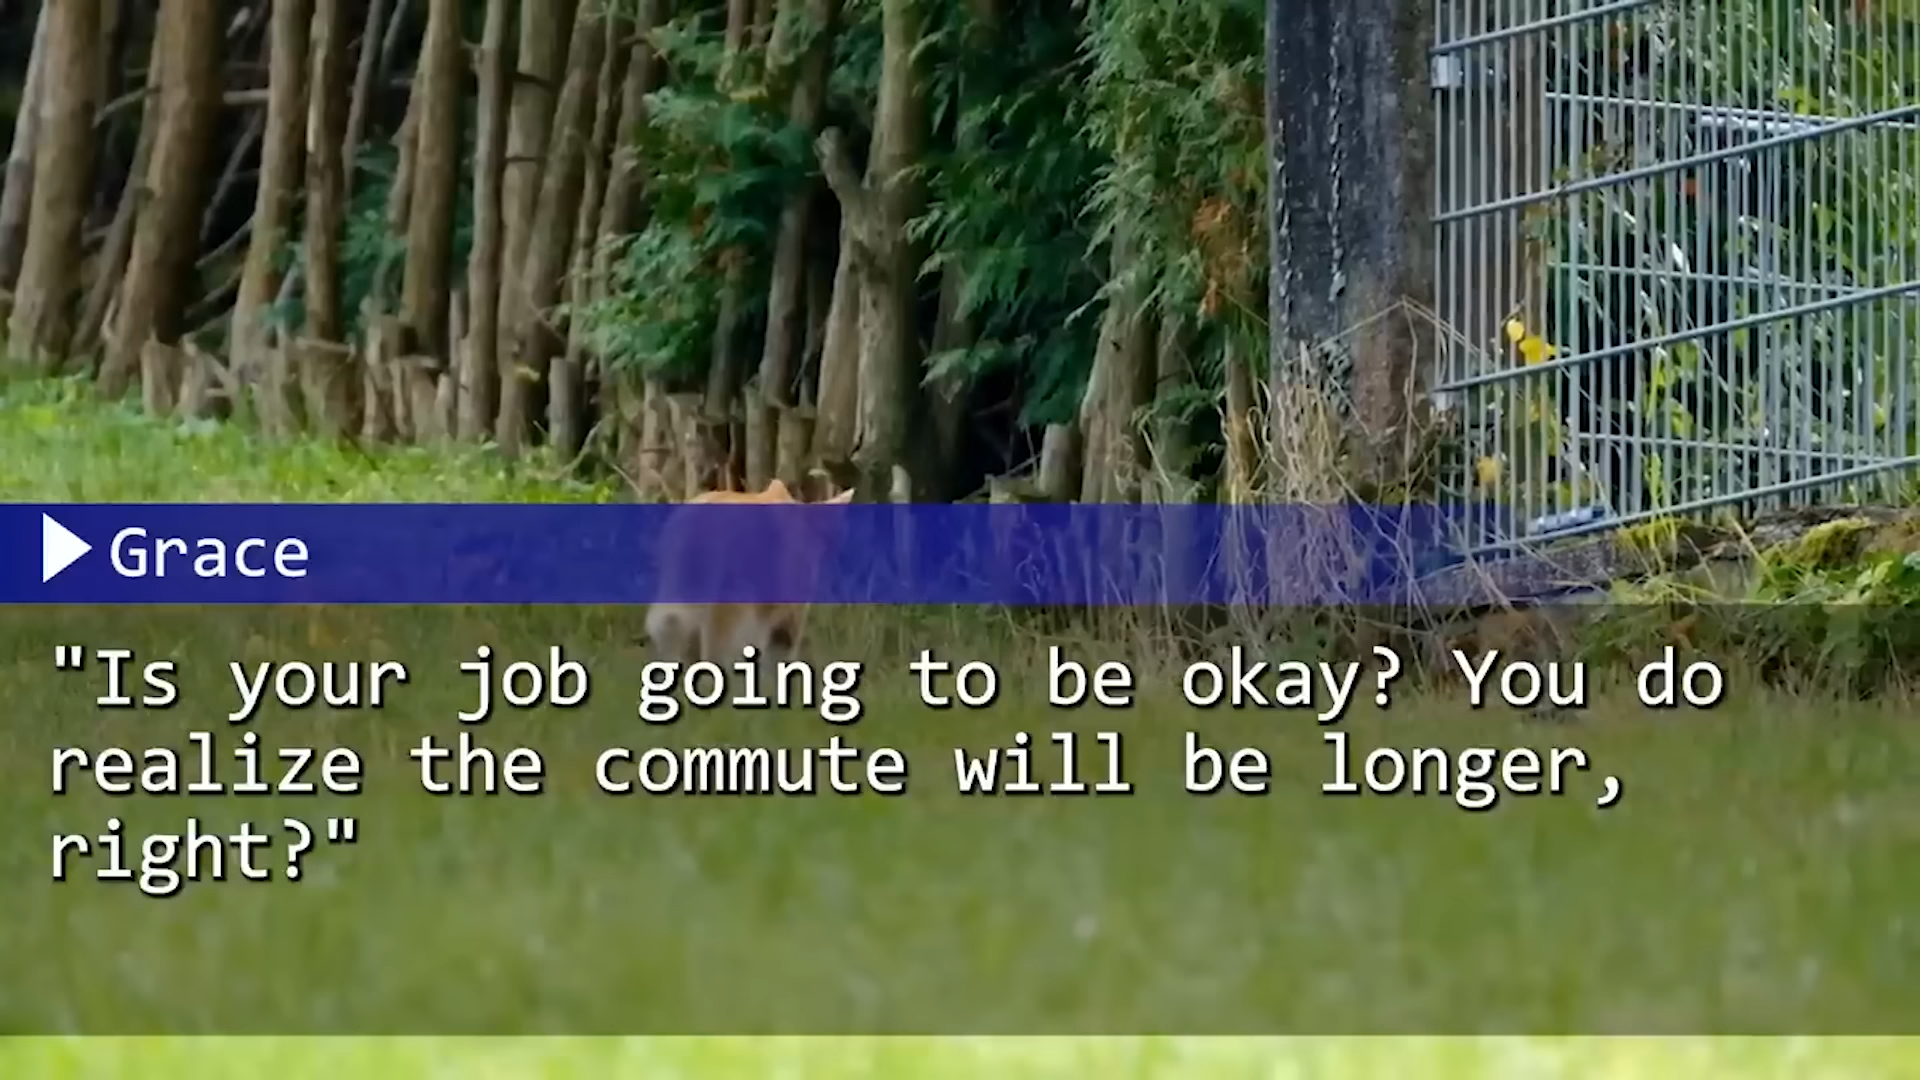 Grace
"Is your job going to be okay? You do
realize the commute will be longer,
right?"